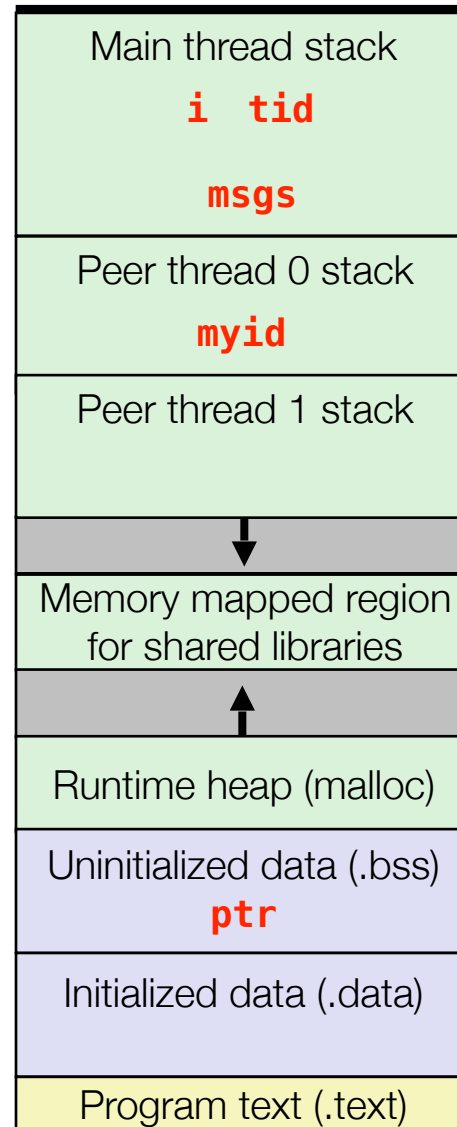 Main thread stack
i tid
msgs
Peer thread 0 stack
myid
Peer thread 1 stack
Memory mapped region
for shared libraries
Runtime heap (malloc)
Uninitialized data (.bss)
ptr
Initialized data (.data)
Program text (.text)